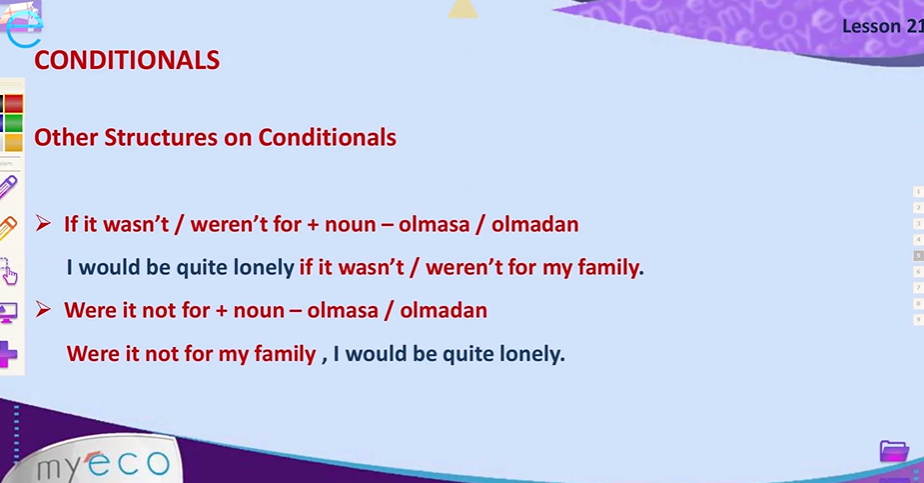 Lesson 21
CONDITIONALS
Other Structures on Conditionals
➢ If it wasn’t / weren’t for + noun – olmasa / olmadan
I would be quite lonely if it wasn’t / weren’t for my family.
➢ Were it not for + noun – olmasa / olmadan
Were it not for my family , I would be quite lonely.
1
2
3
4
5
6
7
8
9
myeco